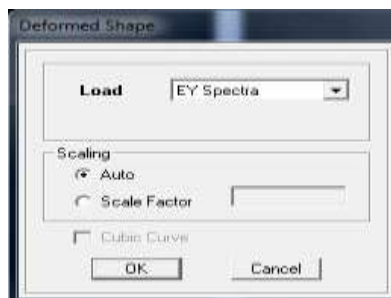 Deformed Shape
Load EY Spectra
Scaling
Auto
Scale Factor
Cubic Curve
OK Cancel